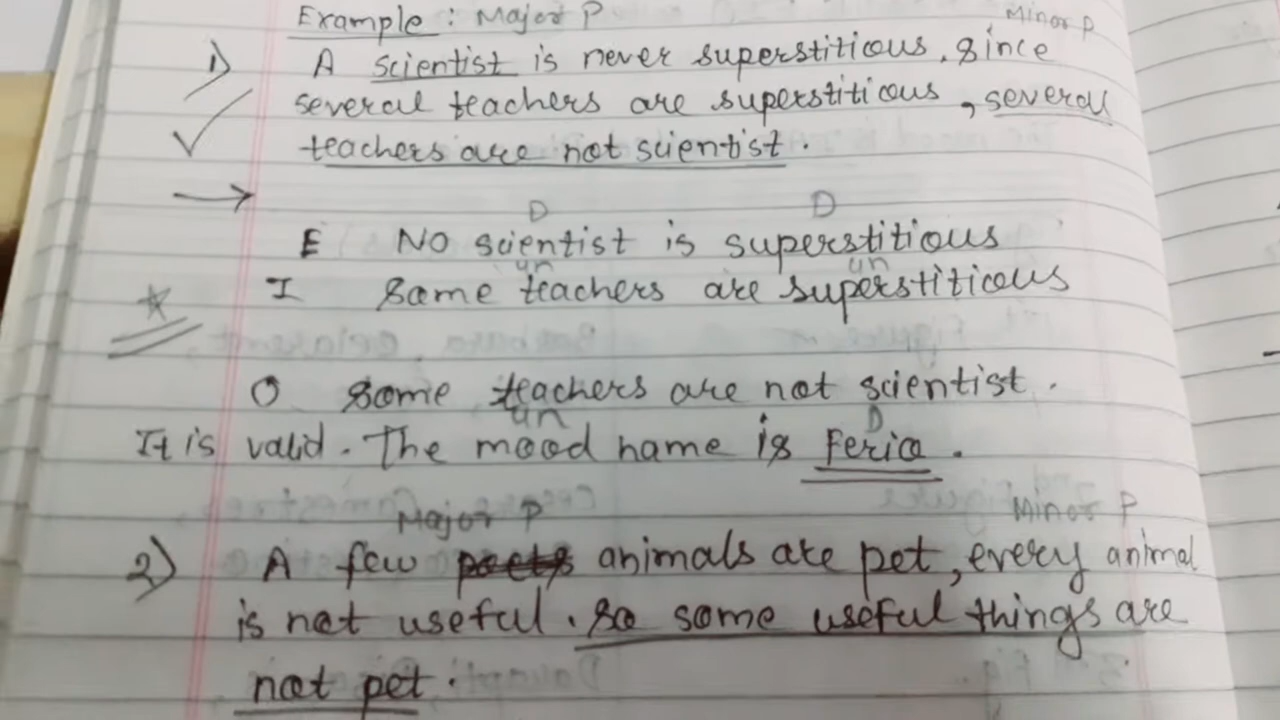 Example : Major P Minor P
1) A scientist is never superstitious, since
several teachers are superstitious, several
teachers are not scientist.
→ D D
E No scientist is superstitious
un un
I Some teachers are superstitious
O Some teachers are not scientist.
un D
It is valid. The mood name is Ferio.
Major P Minor P
2) A few animals are pet, every animal
is not useful. So some useful things are
not pet.